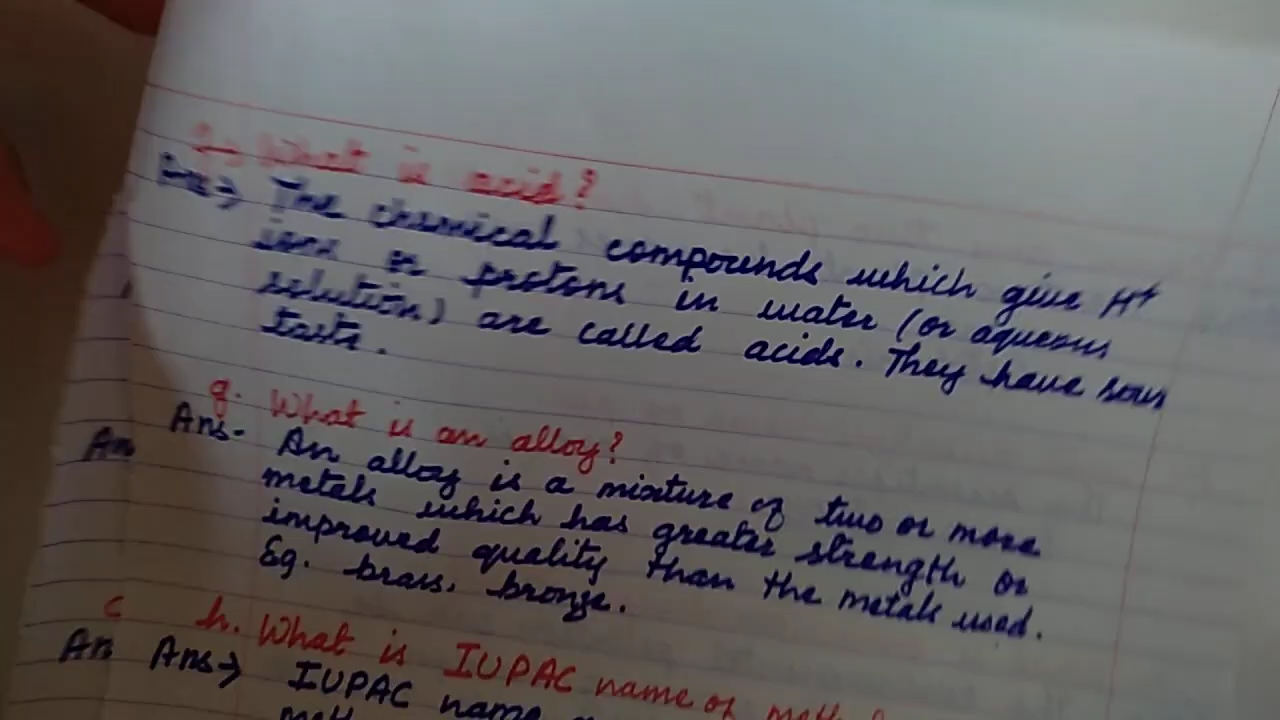 What is acid?
Ans→ The chemical compounds which give H+
ions or protons in water (or aqueous
solution) are called acids. They have sour
taste.
g. What is an alloy?
Ans- An alloy is a mixture of two or more
metals which has greater strength or
improved quality than the metals used.
Eg. brass, bronze.
An
h. What is IUPAC name of
Ans→ IUPAC name
c
An